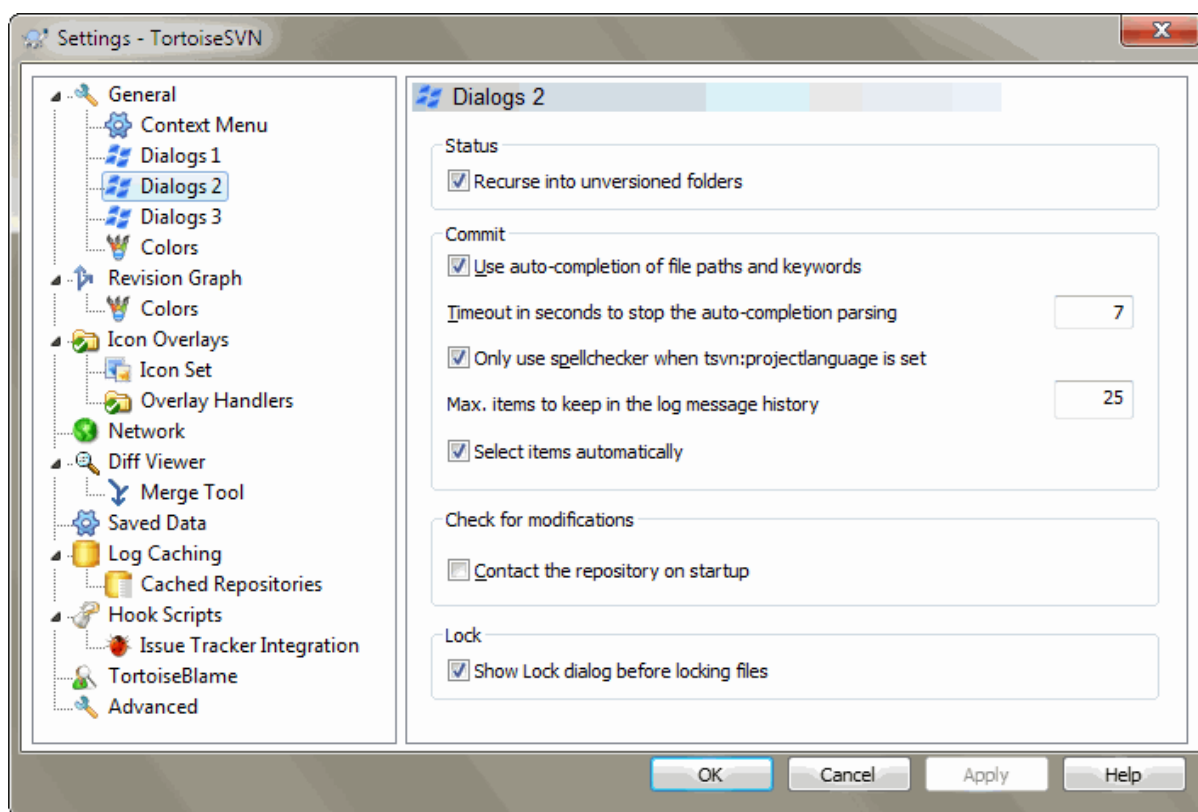 Settings - TortoiseSVN
X
General
Context Menu
Dialogs 1
Dialogs 2
Dialogs 3
Colors
Revision Graph
Colors
Icon Overlays
Icon Set
Overlay Handlers
Network
Diff Viewer
Merge Tool
Saved Data
Log Caching
Cached Repositories
Hook Scripts
Issue Tracker Integration
TortoiseBlame
Advanced
Dialogs 2
Status
Recurse into unversioned folders
Commit
Use auto-completion of file paths and keywords
Timeout in seconds to stop the auto-completion parsing 7
Only use spellchecker when tsvn:projectlanguage is set
Max. items to keep in the log message history 25
Select items automatically
Check for modifications
Contact the repository on startup
Lock
Show Lock dialog before locking files
OK Cancel Apply Help